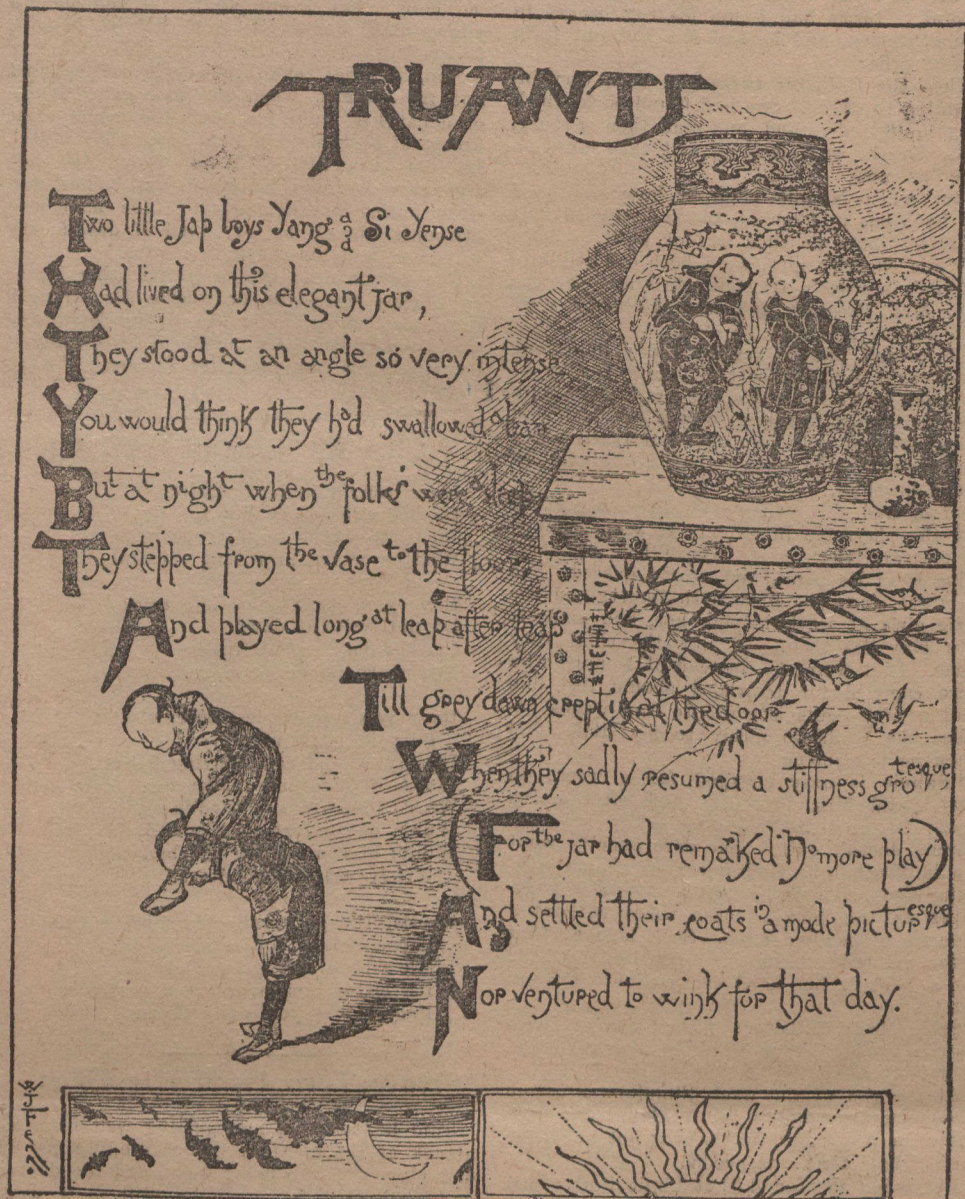 TRUANTS
Two little Jap boys Yang and Si Yense
Had lived on this elegant jar,
They stood at an angle so very intense
You would think they had swallowed a bar
But at night when the folks were asleep
They stepped from the vase to the floor,
And played long at leap after leap
Till grey dawn crept in at the door.
When they sadly resumed a stiffness grotesque,
(For the jar had remarked "No more play)
And settled their coats in a mode picturesque
Nor ventured to wink for that day.